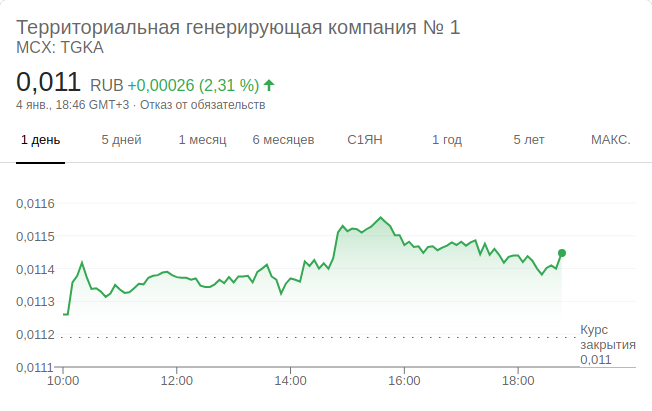 Территориальная генерирующая компания № 1
MCX: TGKA
0,011 RUB +0,00026 (2,31 %)
4 янв., 18:46 GMT+3 · Отказ от обязательств
1 день 5 дней 1 месяц 6 месяцев С1ЯН 1 год 5 лет МАКС.
0,0116
0,0115
0,0114
0,0113
0,0112
0,0111
Курс
закрытия
0,011
10:00 12:00 14:00 16:00 18:00